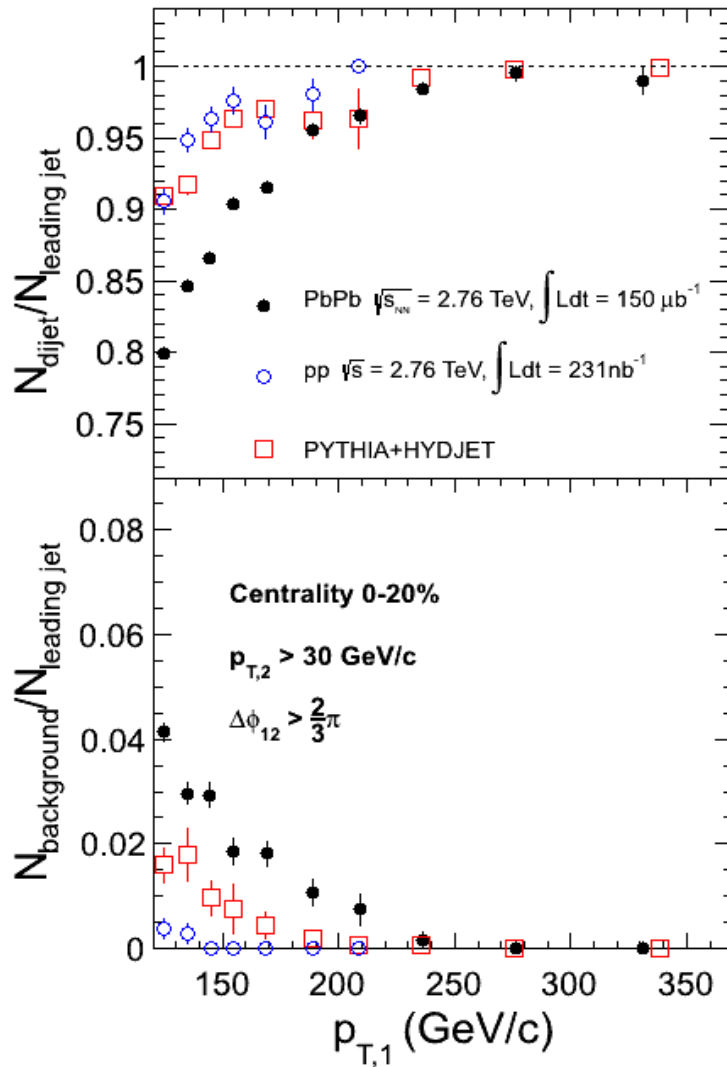 N_dijet/N_leading jet
1
0.95
0.9
0.85
0.8
0.75
PbPb √s_NN = 2.76 TeV, ∫ Ldt = 150 μb⁻¹
pp √s = 2.76 TeV, ∫ Ldt = 231nb⁻¹
PYTHIA+HYDJET
N_background/N_leading jet
0.08
0.06
0.04
0.02
0
Centrality 0-20%
p_T,2 > 30 GeV/c
Δϕ_12 > 2/3 π
150 200 250 300 350
p_T,1 (GeV/c)